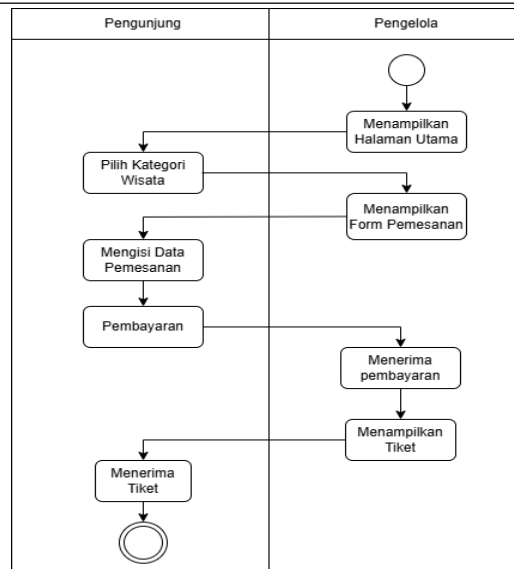 Pengunjung
Pengelola
Menampilkan
Halaman Utama
Pilih Kategori
Wisata
Menampilkan
Form Pemesanan
Mengisi Data
Pemesanan
Pembayaran
Menerima
pembayaran
Menampilkan
Tiket
Menerima
Tiket